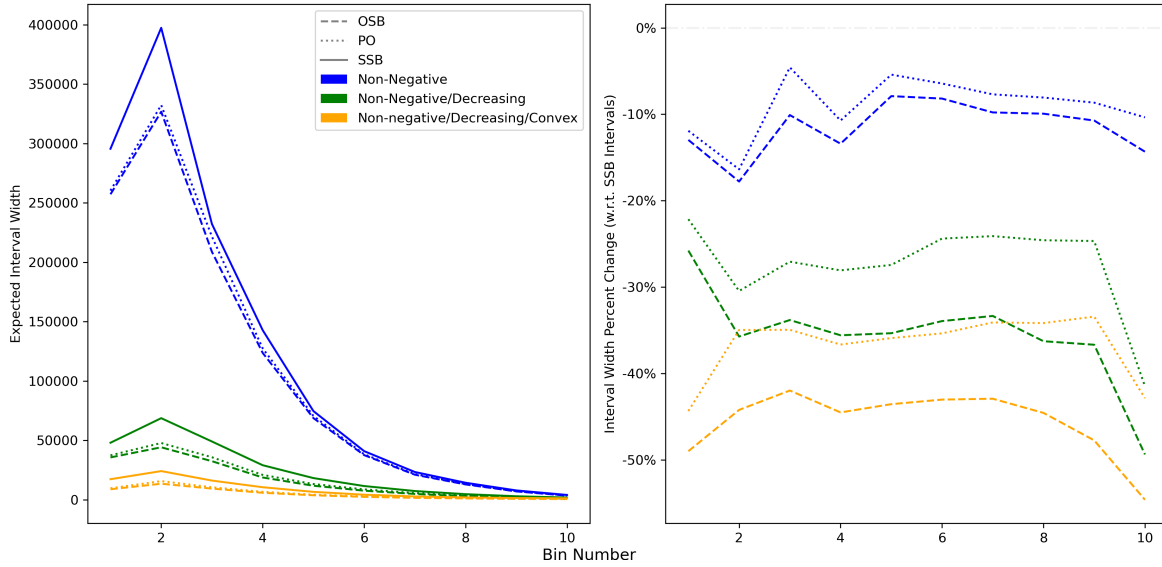 Expected Interval Width
400000
350000
300000
250000
200000
150000
100000
50000
0
2
4
6
8
10
OSB
PO
SSB
Non-Negative
Non-Negative/Decreasing
Non-negative/Decreasing/Convex
Interval Width Percent Change (w.r.t. SSB Intervals)
0%
-10%
-20%
-30%
-40%
-50%
2
4
6
8
10
Bin Number